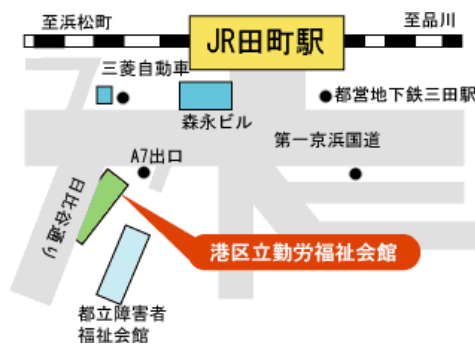 至浜松町
至品川
JR田町駅
三菱自動車
都営地下鉄三田駅
森永ビル
第一京浜国道
A7出口
日比谷通り
港区立勤労福祉会館
都立障害者
福祉会館